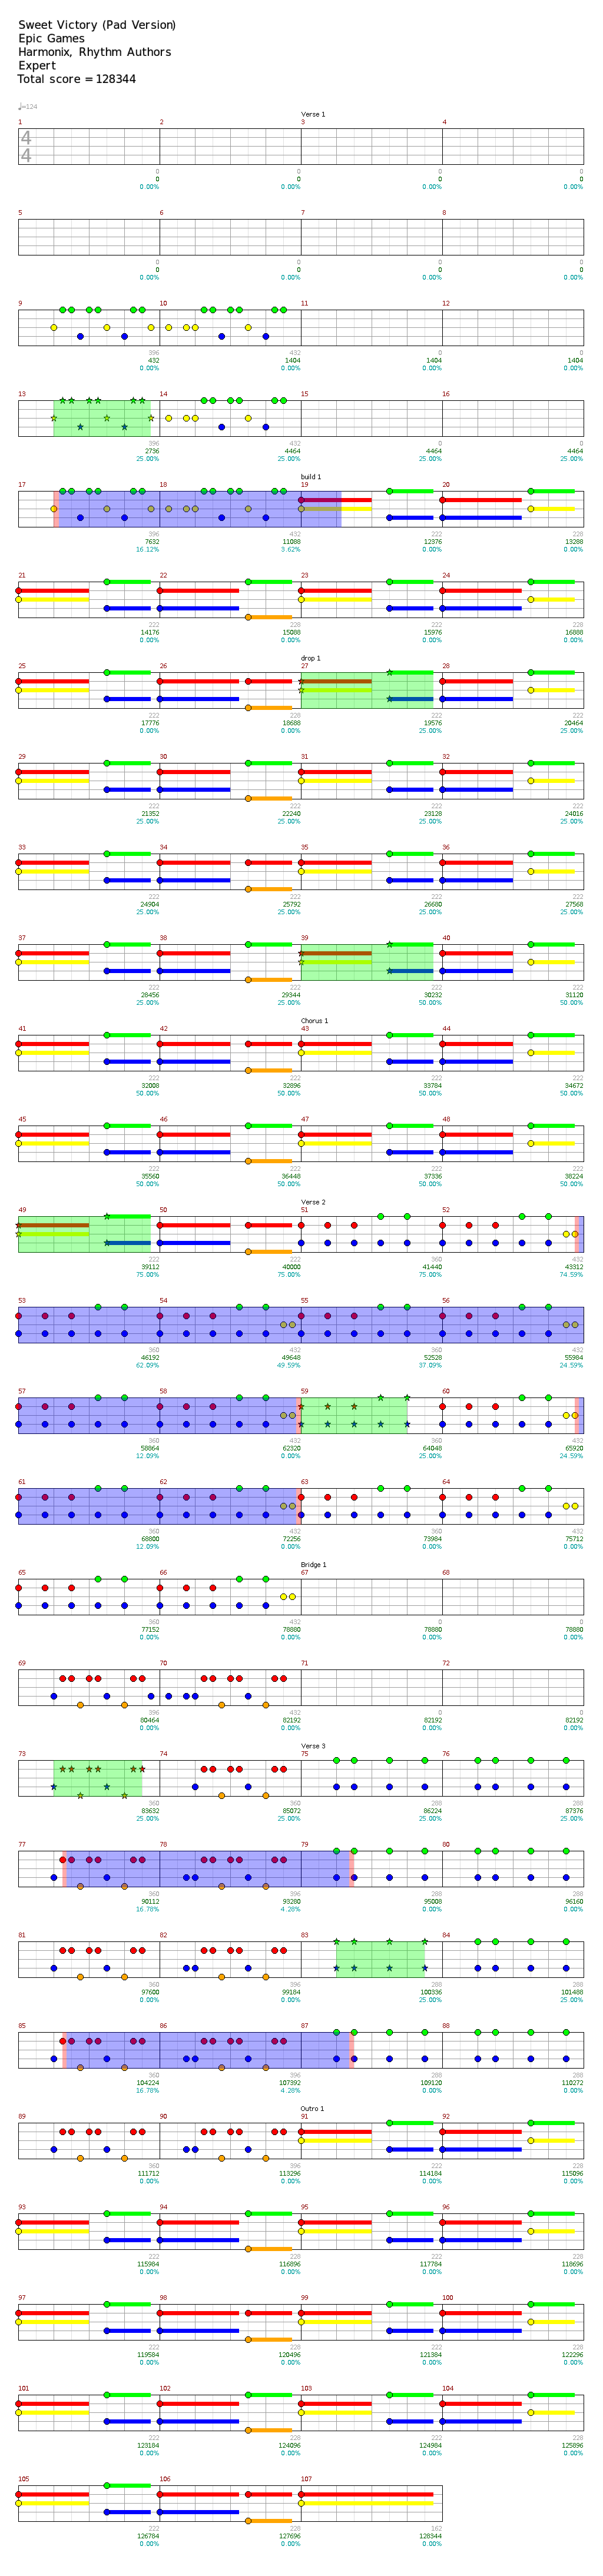 Sweet Victory (Pad Version)
Epic Games
Harmonix, Rhythm Authors
Expert
Total score = 128344
♩=124
Verse 1
1 2 3 4
4
4
0 0 0 0
0 0 0 0
0.00% 0.00% 0.00% 0.00%
5 6 7 8
0 0 0 0
0 0 0 0
0.00% 0.00% 0.00% 0.00%
9 10 11 12
396 432 0 0
432 1404 1404 1404
0.00% 0.00% 0.00% 0.00%
13 14 15 16
396 432 0 0
2736 4464 4464 4464
25.00% 25.00% 25.00% 25.00%
build 1
17 18 19 20
396 432 222 228
7632 11088 12376 13288
16.12% 3.62% 0.00% 0.00%
21 22 23 24
222 228 222 228
14176 15088 15976 16888
0.00% 0.00% 0.00% 0.00%
drop 1
25 26 27 28
222 228 222 222
17776 18688 19576 20464
0.00% 0.00% 25.00% 25.00%
29 30 31 32
222 222 222 222
21352 22240 23128 24016
25.00% 25.00% 25.00% 25.00%
33 34 35 36
222 222 222 222
24904 25792 26680 27568
25.00% 25.00% 25.00% 25.00%
37 38 39 40
222 222 222 222
28456 29344 30232 31120
25.00% 25.00% 50.00% 50.00%
Chorus 1
41 42 43 44
222 222 222 222
32008 32896 33784 34672
50.00% 50.00% 50.00% 50.00%
45 46 47 48
222 222 222 222
35560 36448 37336 38224
50.00% 50.00% 50.00% 50.00%
Verse 2
49 50 51 52
222 222 360 432
39112 40000 41440 43312
75.00% 75.00% 75.00% 74.59%
53 54 55 56
360 432 360 432
46192 49648 52528 55984
62.09% 49.59% 37.09% 24.59%
57 58 59 60
360 432 360 432
58864 62320 64048 65920
12.09% 0.00% 25.00% 24.59%
61 62 63 64
360 432 360 432
68800 72256 73984 75712
12.09% 0.00% 0.00% 0.00%
Bridge 1
65 66 67 68
360 432 0 0
77152 78880 78880 78880
0.00% 0.00% 0.00% 0.00%
69 70 71 72
396 432 0 0
80464 82192 82192 82192
0.00% 0.00% 0.00% 0.00%
Verse 3
73 74 75 76
360 360 288 288
83632 85072 86224 87376
25.00% 25.00% 25.00% 25.00%
77 78 79 80
360 396 288 288
90112 93280 95008 96160
16.78% 4.28% 0.00% 0.00%
81 82 83 84
360 396 288 288
97600 99184 100336 101488
0.00% 0.00% 25.00% 25.00%
85 86 87 88
360 396 288 288
104224 107392 109120 110272
16.78% 4.28% 0.00% 0.00%
Outro 1
89 90 91 92
360 396 222 228
111712 113296 114184 115096
0.00% 0.00% 0.00% 0.00%
93 94 95 96
222 228 222 228
115984 116896 117784 118696
0.00% 0.00% 0.00% 0.00%
97 98 99 100
222 228 222 228
119584 120496 121384 122296
0.00% 0.00% 0.00% 0.00%
101 102 103 104
222 228 222 228
123184 124096 124984 125896
0.00% 0.00% 0.00% 0.00%
105 106 107
222 228 162
126784 127696 128344
0.00% 0.00% 0.00%